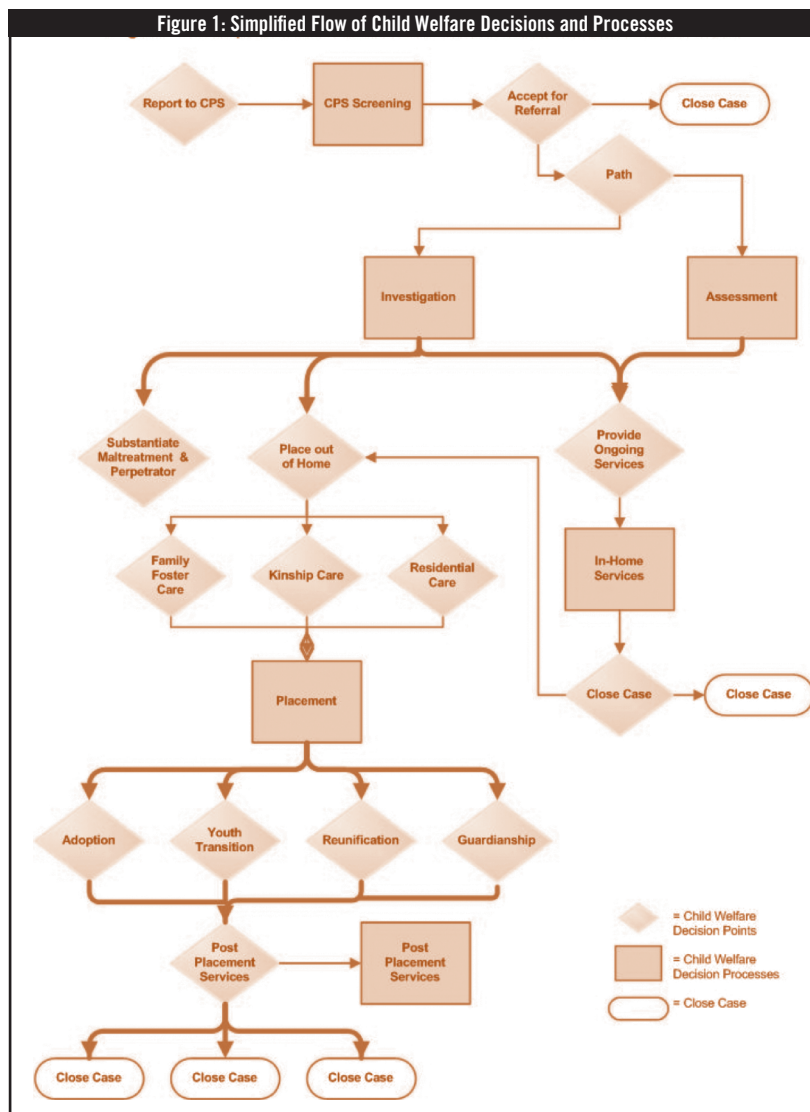 Figure 1: Simplified Flow of Child Welfare Decisions and Processes
Report to CPS
CPS Screening
Accept for
Referral
Close Case
Path
Investigation
Assessment
Substantiate
Maltreatment &
Perpetrator
Place out
of Home
Provide
Ongoing
Services
Family
Foster
Care
Kinship Care
Residential
Care
In-Home
Services
Placement
Close Case
Close Case
Adoption
Youth
Transition
Reunification
Guardianship
Post
Placement
Services
Post
Placement
Services
= Child Welfare
Decision Points
= Child Welfare
Decision Processes
= Close Case
Close Case
Close Case
Close Case